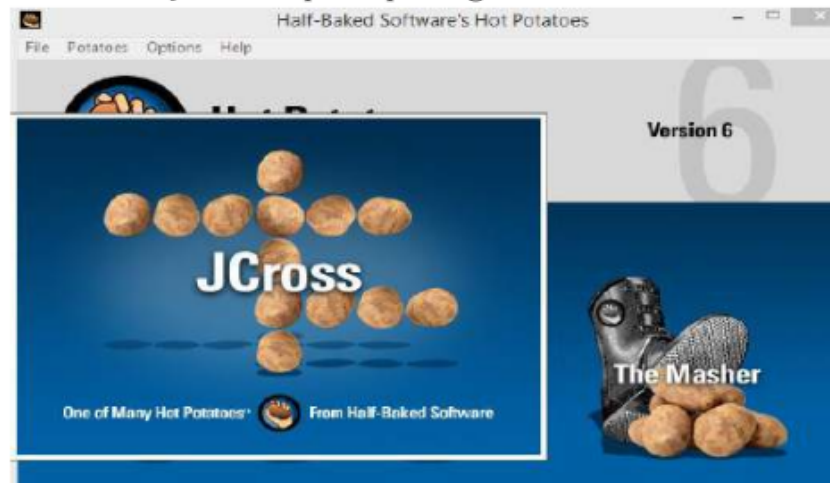 Half-Baked Software's Hot Potatoes
File Potatoes Options Help
Version 6
6
JCross
The Masher
One of Many Hot Potatoes™ From Half-Baked Software